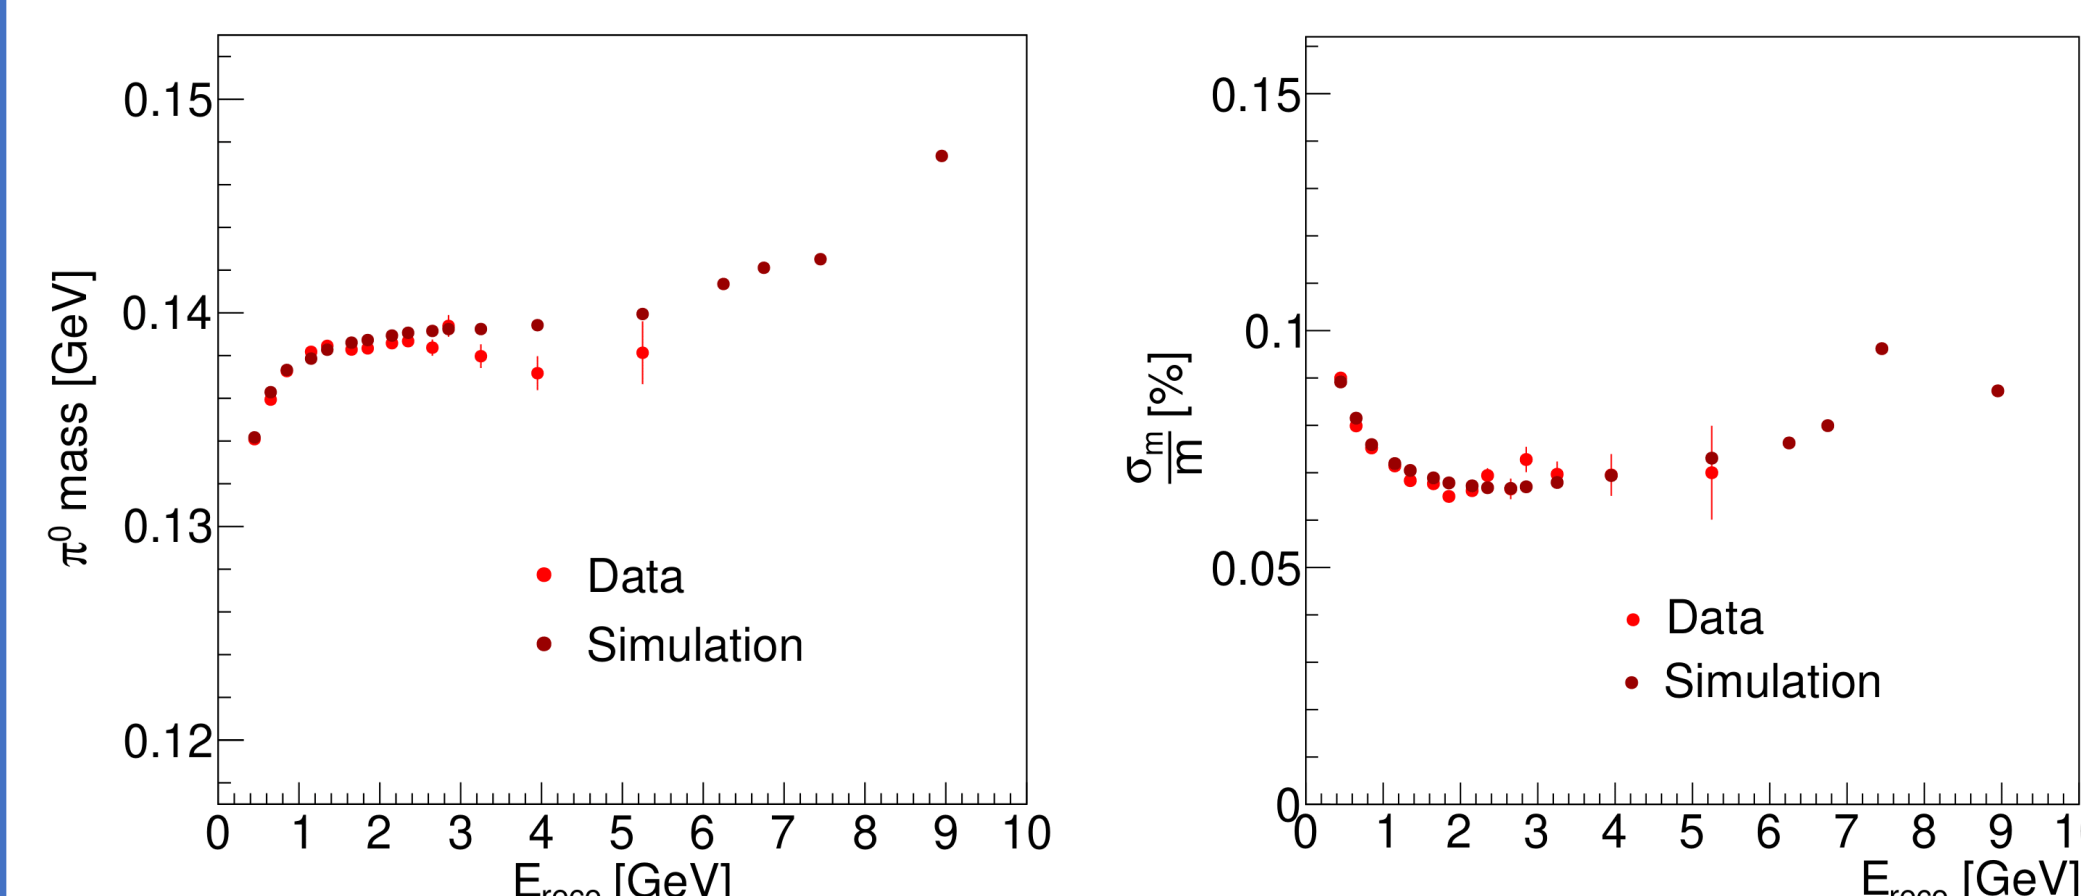 0.15
0.14
0.13
0.12
π⁰ mass [GeV]
Data
Simulation
0 1 2 3 4 5 6 7 8 9 10
[GeV]
0.15
0.1
0.05
0
σm
m [%]
Data
Simulation
0 1 2 3 4 5 6 7 8 9
[GeV]